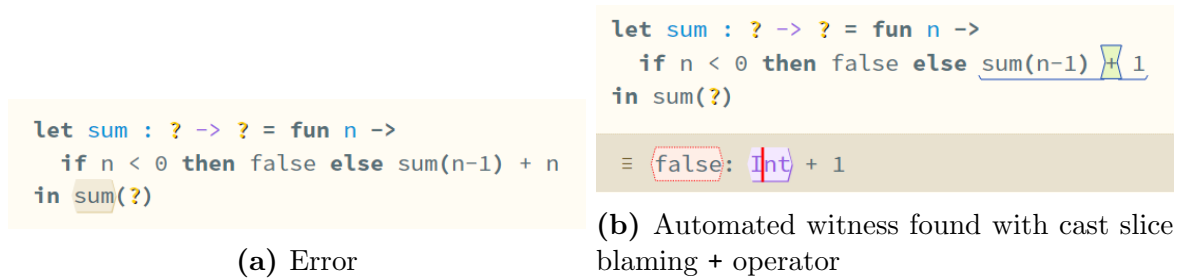 let sum : ? -> ? = fun n ->
if n < 0 then false else sum(n-1) + n
in sum(?)
(a) Error
let sum : ? -> ? = fun n ->
if n < 0 then false else sum(n-1) + 1
in sum(?)
≡ false: Int + 1
(b) Automated witness found with cast slice
blaming + operator